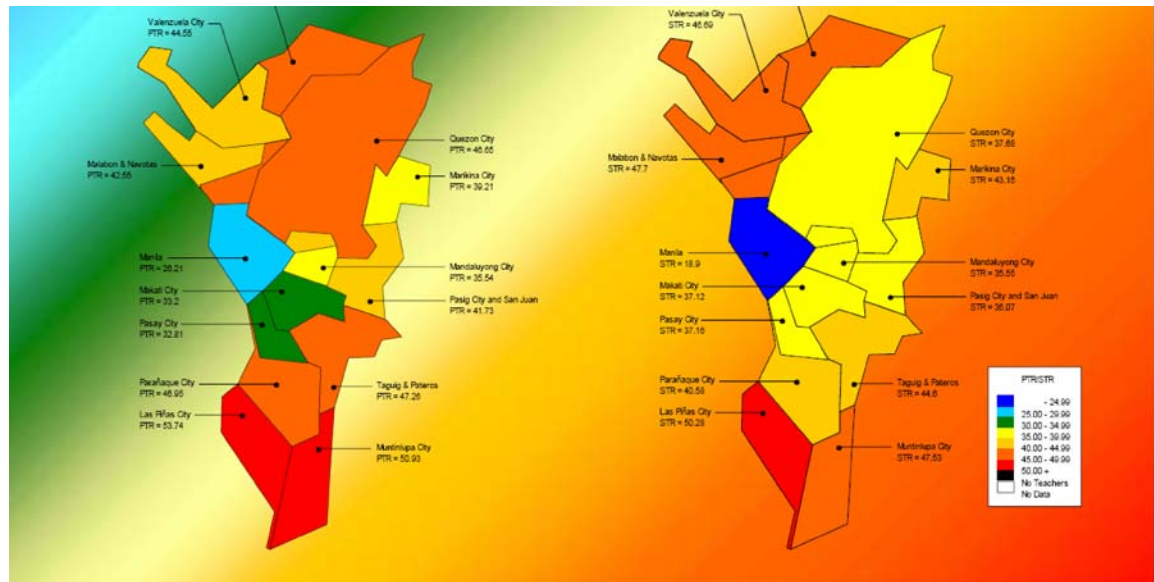 Valenzuela City
PTR = 44.55
Quezon City
PTR = 46.65
Malabon & Navotas
PTR = 42.55
Marikina City
PTR = 39.21
Manila
PTR = 26.21
Mandaluyong City
PTR = 35.54
Makati City
PTR = 33.2
Pasig City and San Juan
PTR = 41.73
Pasay City
PTR = 32.81
Parañaque City
PTR = 46.95
Taguig & Pateros
PTR = 47.26
Las Piñas City
PTR = 53.74
Muntinlupa City
PTR = 50.93
Valenzuela City
STR = 46.69
Quezon City
STR = 37.68
Malabon & Navotas
STR = 47.7
Marikina City
STR = 43.15
Manila
STR = 18.9
Mandaluyong City
STR = 35.55
Makati City
STR = 37.12
Pasig City and San Juan
STR = 36.07
Pasay City
STR = 37.16
Parañaque City
STR = 40.58
Taguig & Pateros
STR = 44.6
Las Piñas City
STR = 50.28
Muntinlupa City
STR = 47.53
PTR/STR
- 24.99
25.00 - 29.99
30.00 - 34.99
35.00 - 39.99
40.00 - 44.99
45.00 - 49.99
50.00 +
No Teachers
No Data